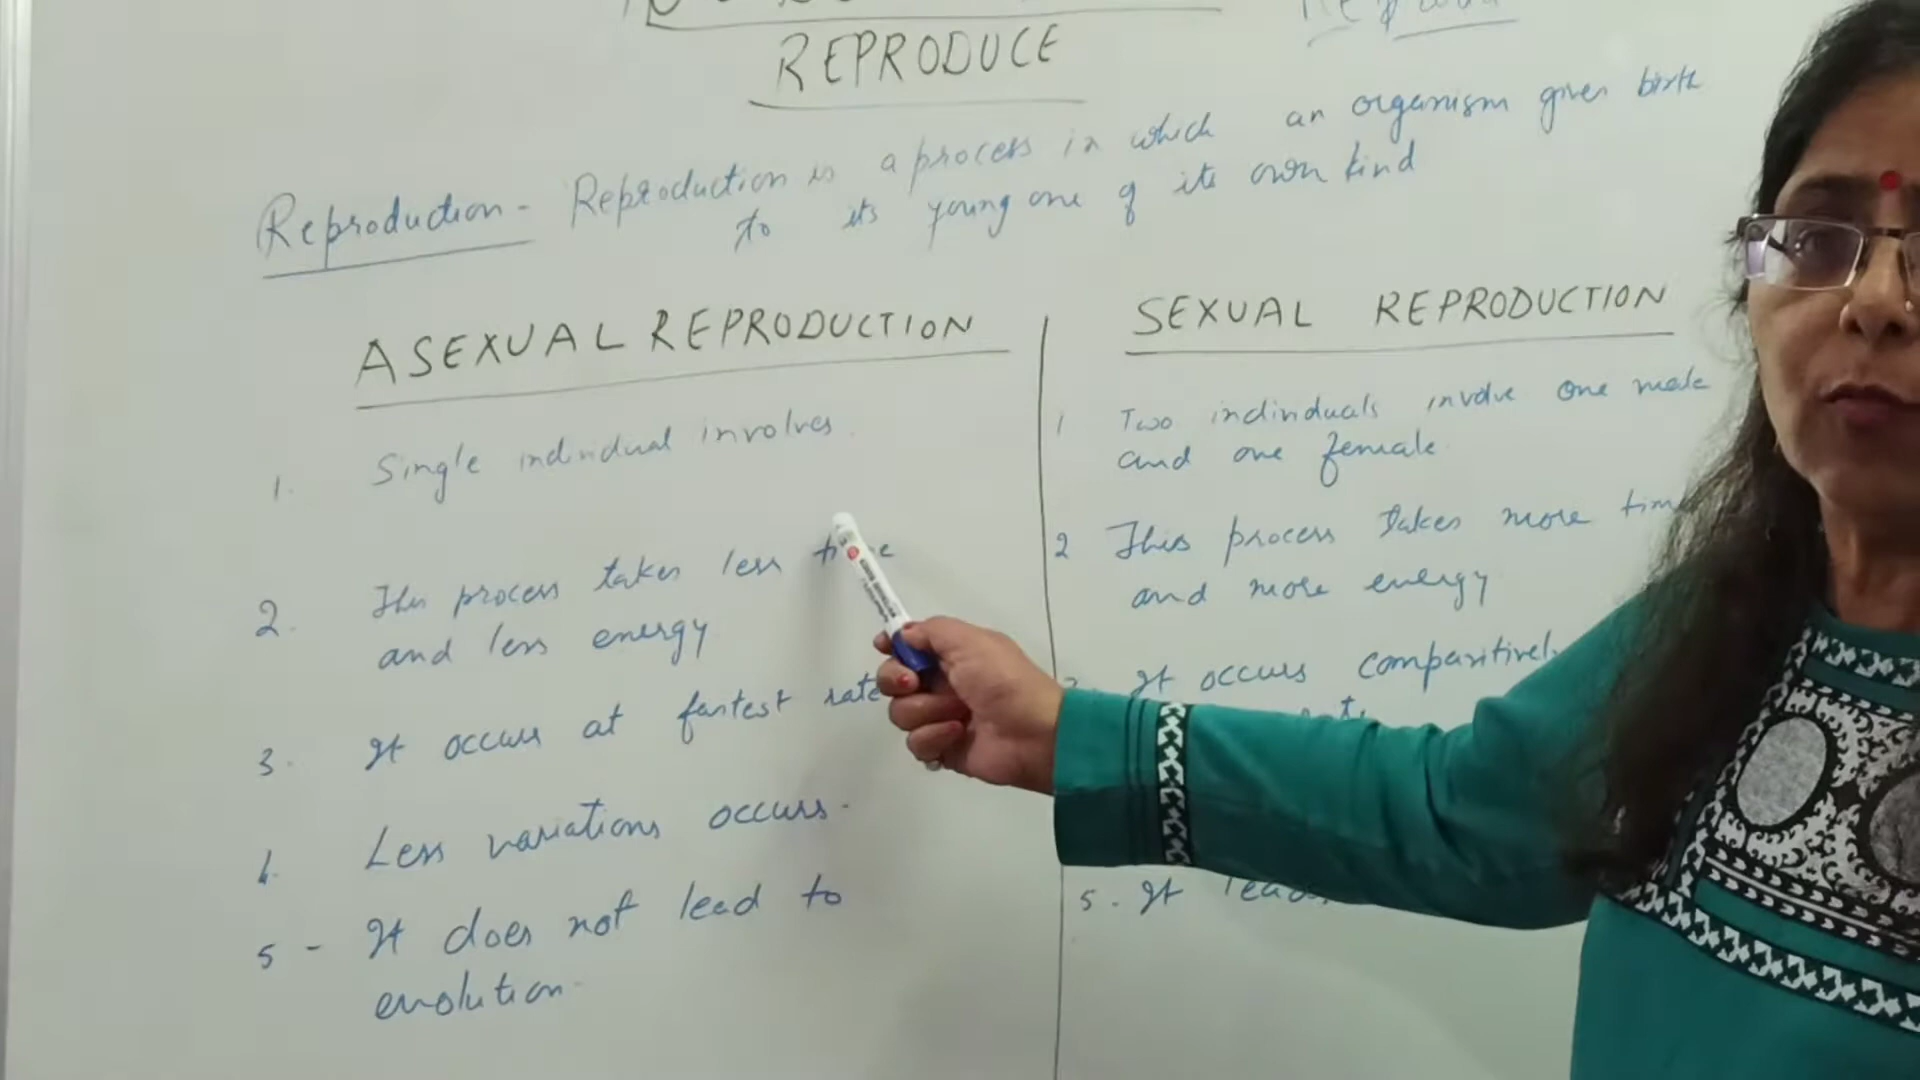 REPRODUCE
Reproduction - Reproduction is a process in which an organism given birth
to its young one of its own kind
ASEXUAL REPRODUCTION
1. Single individual involves.
2. This process takes less
and less energy
3. It occurs at fastest rate
4. Less variations occurs.
5 - It does not lead to
evolution.
SEXUAL REPRODUCTION
1 Two individuals involve one male
and one female.
2 This process takes more
and more energy
It occurs
5. It